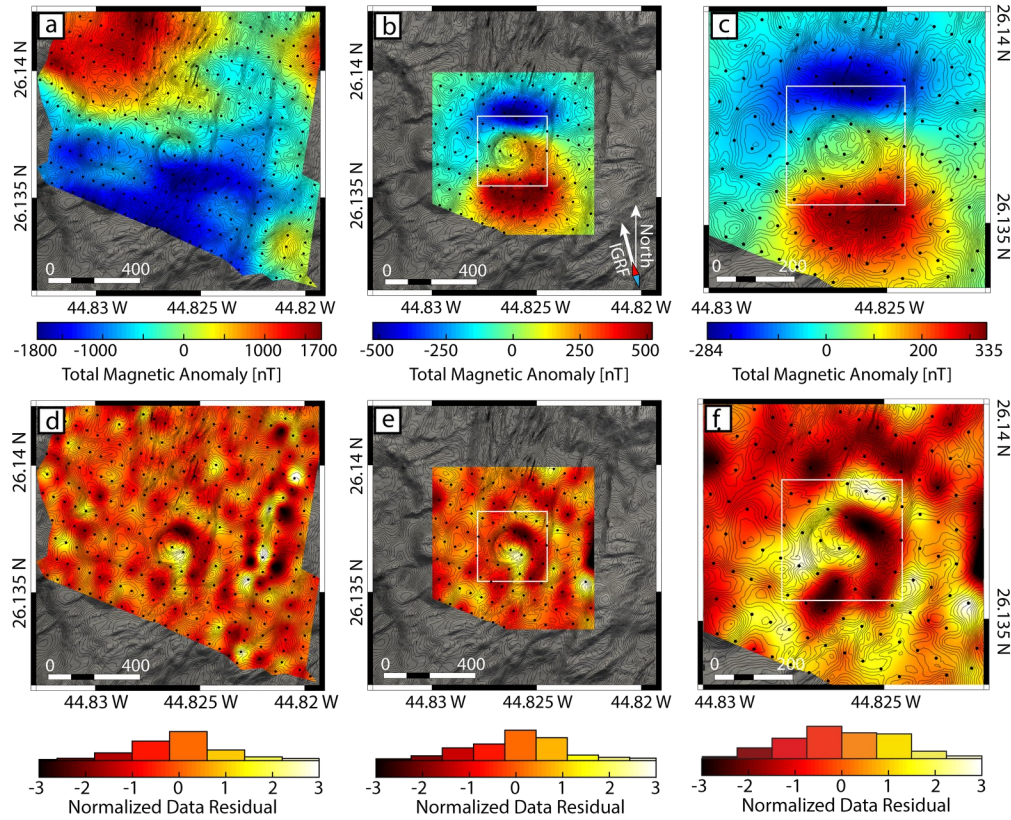 a
b
c
26.14 N
26.135 N
0 400
44.83 W 44.825 W 44.82 W
-1800 -1000 0 1000 1700
Total Magnetic Anomaly [nT]
26.14 N
26.135 N
North
IGRF
0 400
44.83 W 44.825 W 44.82 W
-500 -250 0 250 500
Total Magnetic Anomaly [nT]
26.14 N
26.135 N
0 200
44.83 W 44.825 W
-284 0 200 335
Total Magnetic Anomaly [nT]
d
e
f
26.14 N
26.135 N
0 400
44.83 W 44.825 W 44.82 W
-3 -2 -1 0 1 2 3
Normalized Data Residual
26.14 N
26.135 N
0 400
44.83 W 44.825 W 44.82 W
-3 -2 -1 0 1 2 3
Normalized Data Residual
26.14 N
26.135 N
0 200
44.83 W 44.825 W
-3 -2 -1 0 1 2 3
Normalized Data Residual